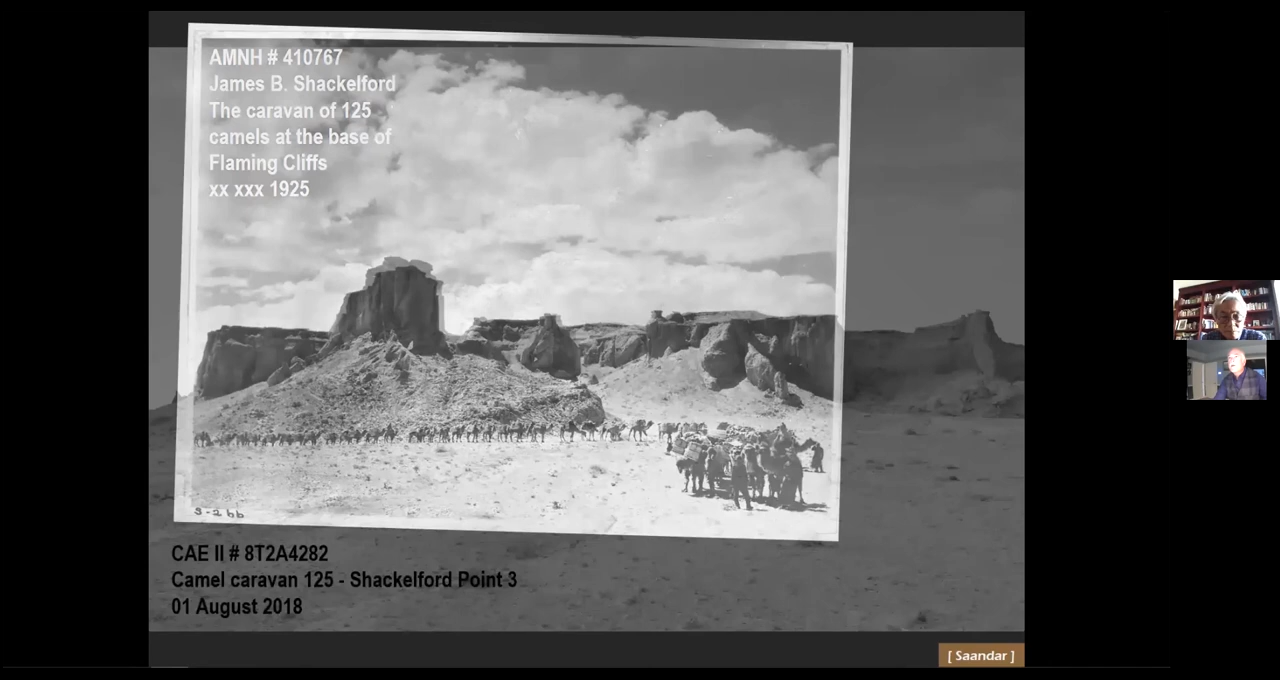 AMNH # 410767
James B. Shackelford
The caravan of 125
camels at the base of
Flaming Cliffs
xx xxx 1925
S-266
CAE II # 8T2A4282
Camel caravan 125 - Shackelford Point 3
01 August 2018
[ Saandar ]